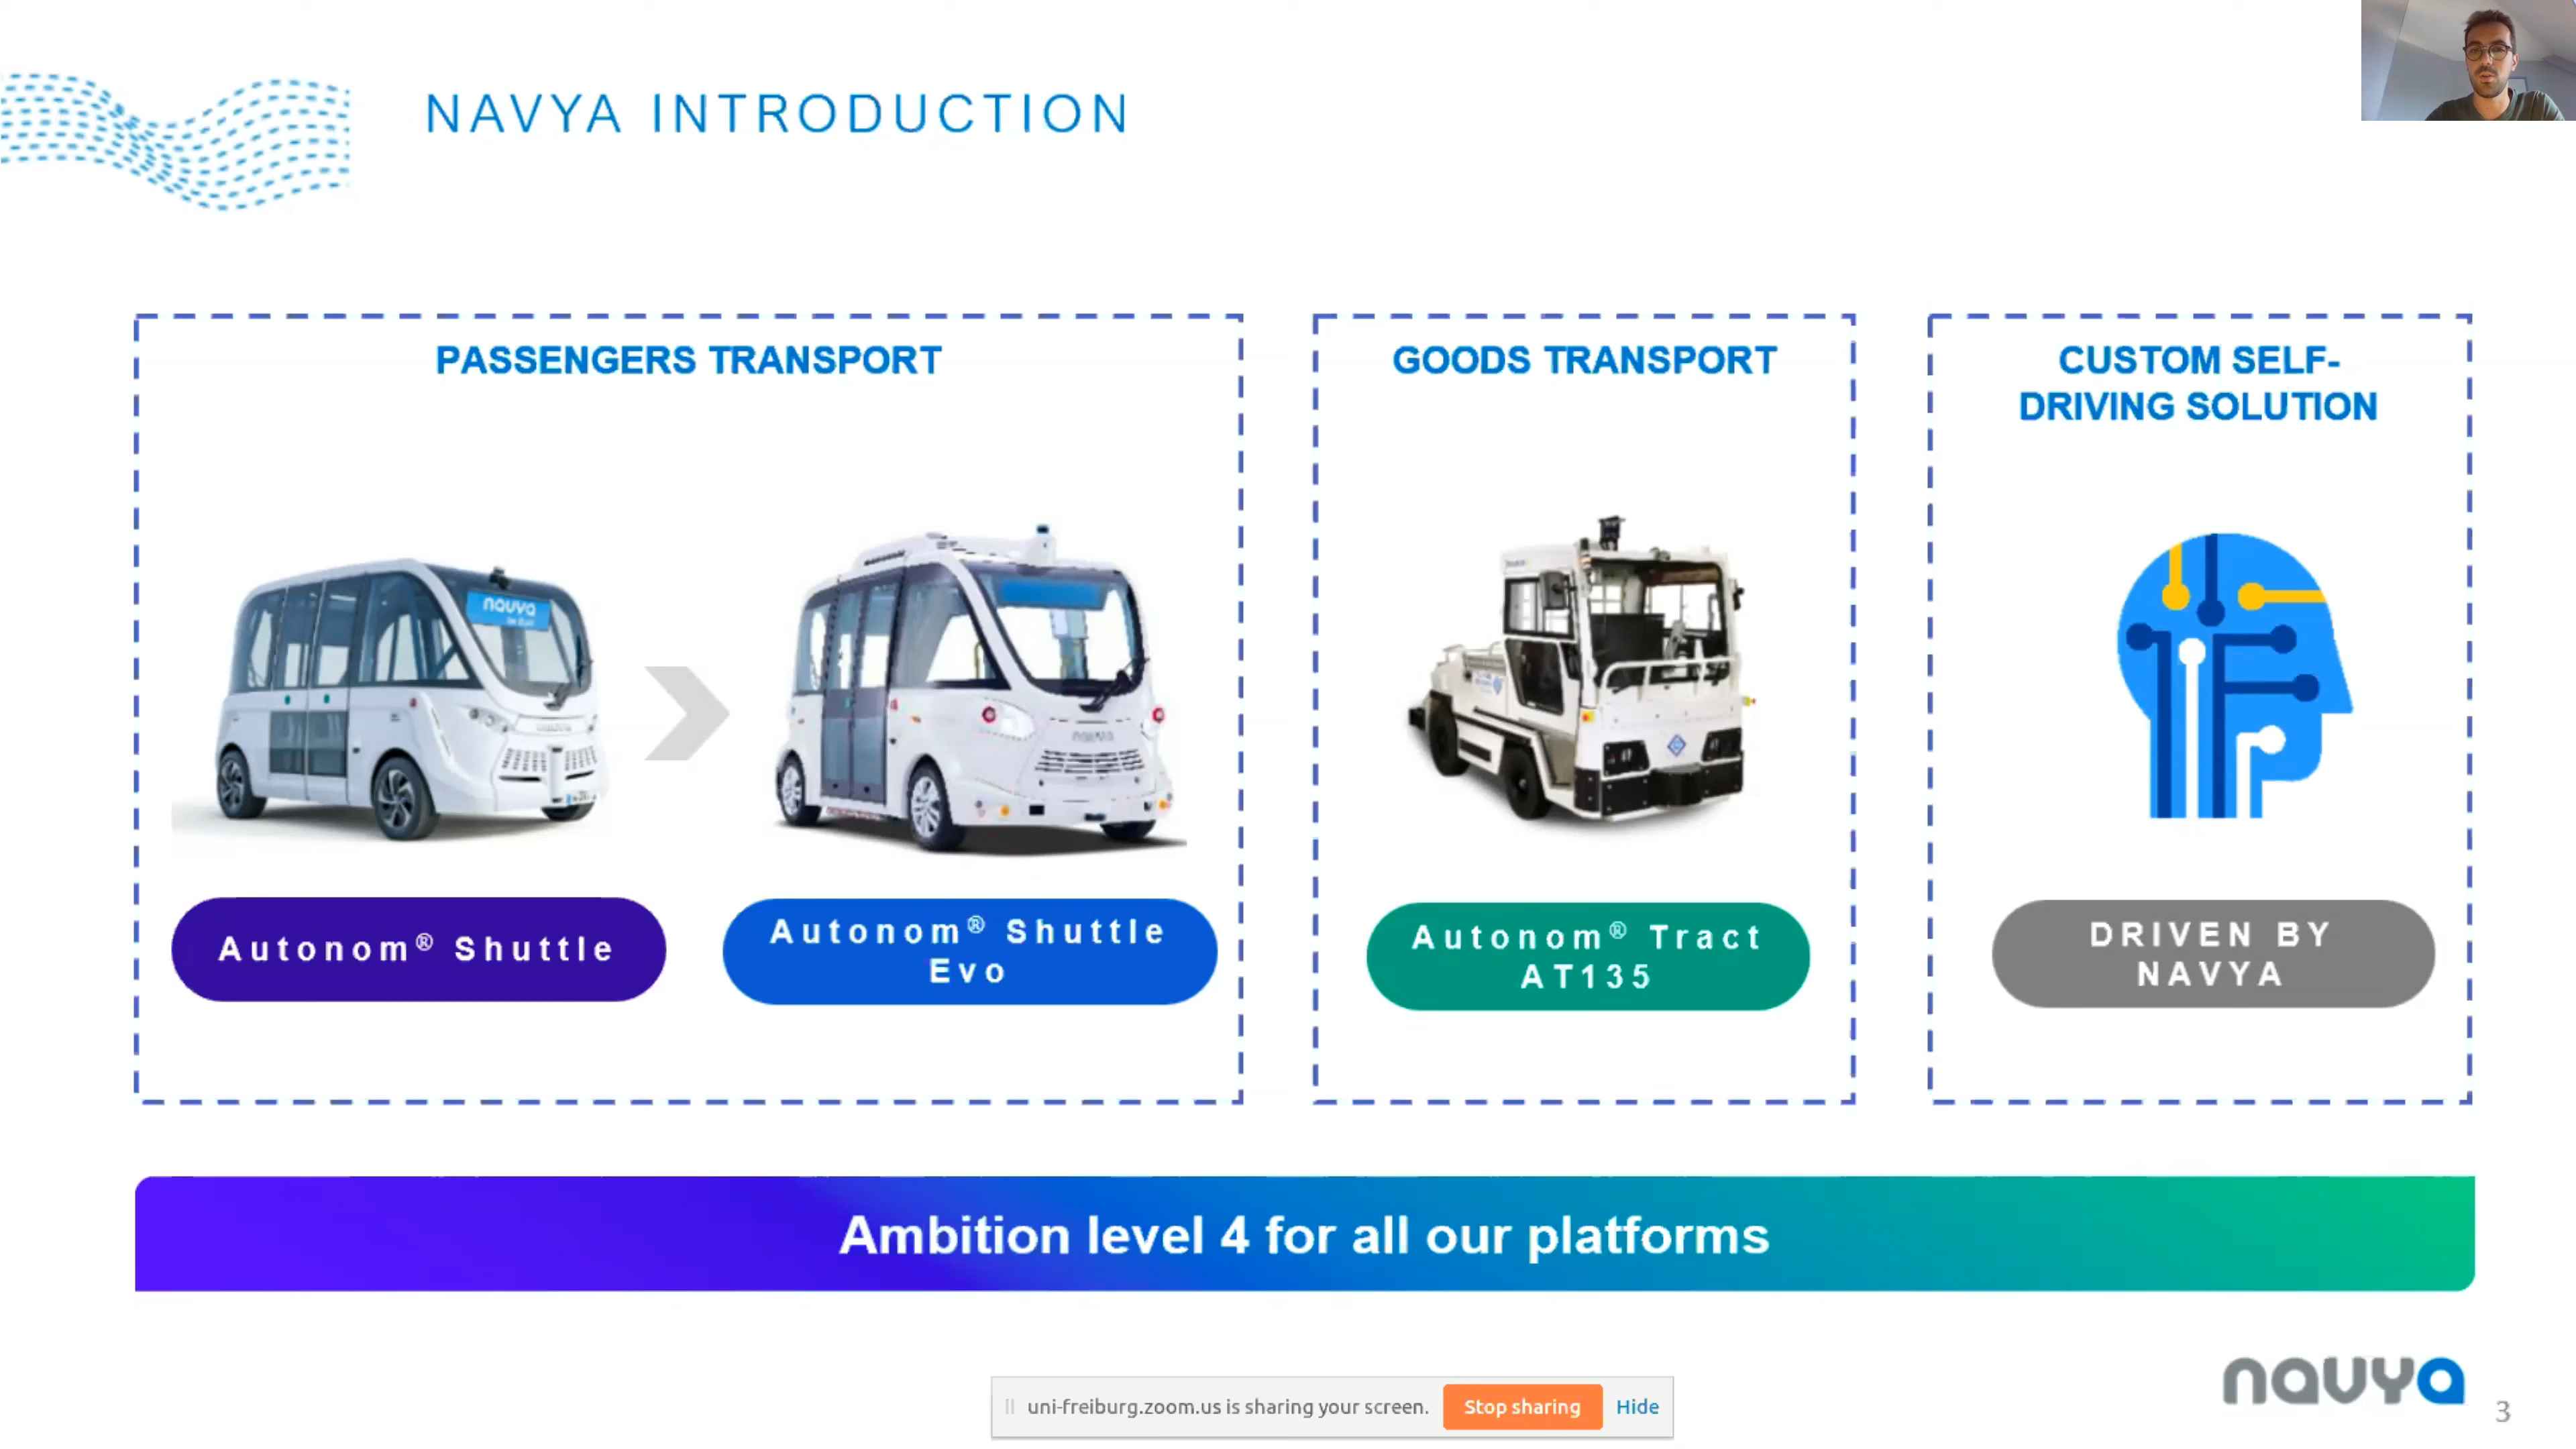 NAVYA INTRODUCTION
PASSENGERS TRANSPORT
navya
Autonom® Shuttle
Autonom® Shuttle
Evo
GOODS TRANSPORT
Autonom® Tract
AT135
CUSTOM SELF-
DRIVING SOLUTION
DRIVEN BY
NAVYA
Ambition level 4 for all our platforms
uni-freiburg.zoom.us is sharing your screen.
Stop sharing
Hide
navya
3